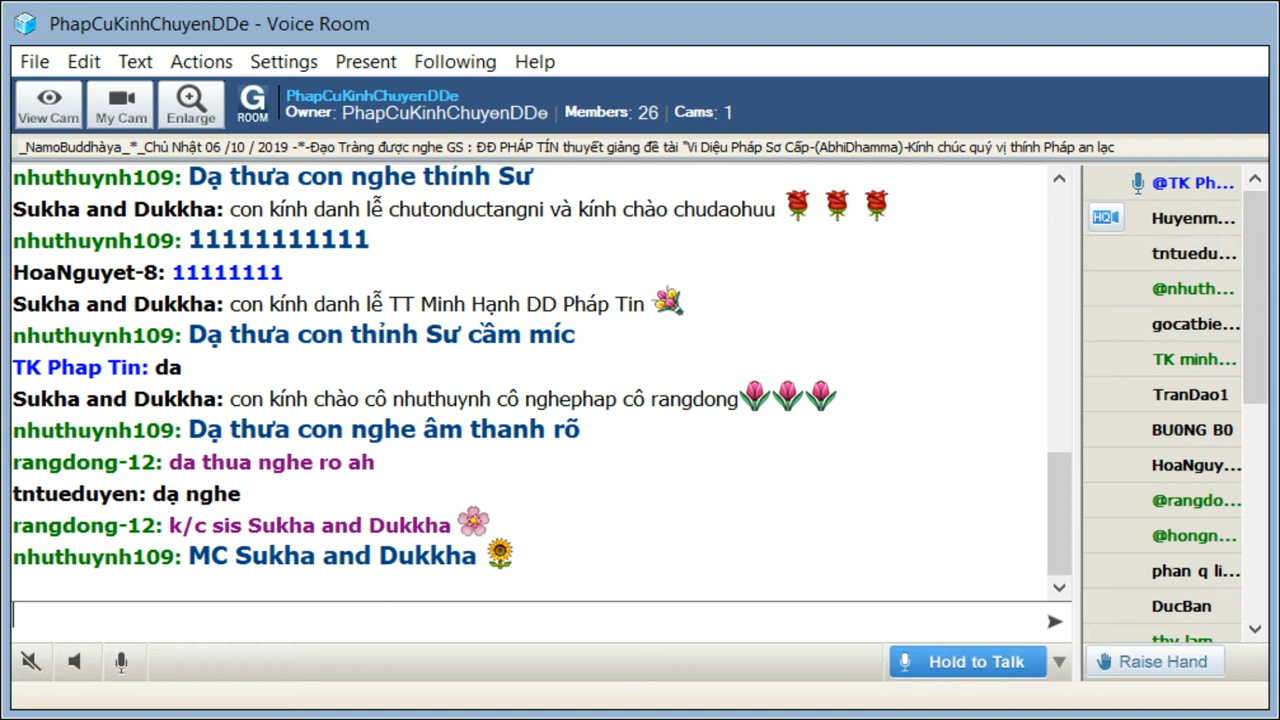 PhapCuKinhChuyenDDe - Voice Room
File Edit Text Actions Settings Present Following Help
View Cam My Cam Enlarge G ROOM
PhapCuKinhChuyenDDe
Owner: PhapCuKinhChuyenDDe | Members: 26 | Cams: 1
_NamoBuddhàya_*_Chủ Nhật 06 /10 / 2019 -*-Đạo Tràng được nghe GS : ĐĐ PHÁP TÍN thuyết giảng đề tài "Vi Diệu Pháp Sơ Cấp-(AbhiDhamma)-Kính chúc quý vị thính Pháp an lạc
nhuthuynh109: Dạ thưa con nghe thính Sư
Sukha and Dukkha: con kính danh lễ chutonductangni và kính chào chudaohuu
nhuthuynh109: 11111111111
HoaNguyet-8: 11111111
Sukha and Dukkha: con kính danh lễ TT Minh Hạnh DD Pháp Tin
nhuthuynh109: Dạ thưa con thỉnh Sư cầm míc
TK Phap Tin: da
Sukha and Dukkha: con kính chào cô nhuthuynh cô nghephap cô rangdong
nhuthuynh109: Dạ thưa con nghe âm thanh rõ
rangdong-12: da thua nghe ro ah
tntueduyen: dạ nghe
rangdong-12: k/c sis Sukha and Dukkha
nhuthuynh109: MC Sukha and Dukkha
Hold to Talk
@TK Ph...
HQ Huyenm...
tntuedu...
@nhuth...
gocatbie...
TK minh...
TranDao1
BU0NG B0
HoaNguy...
@rangdo...
@hongn...
phan q li...
DucBan
thy lam
Raise Hand